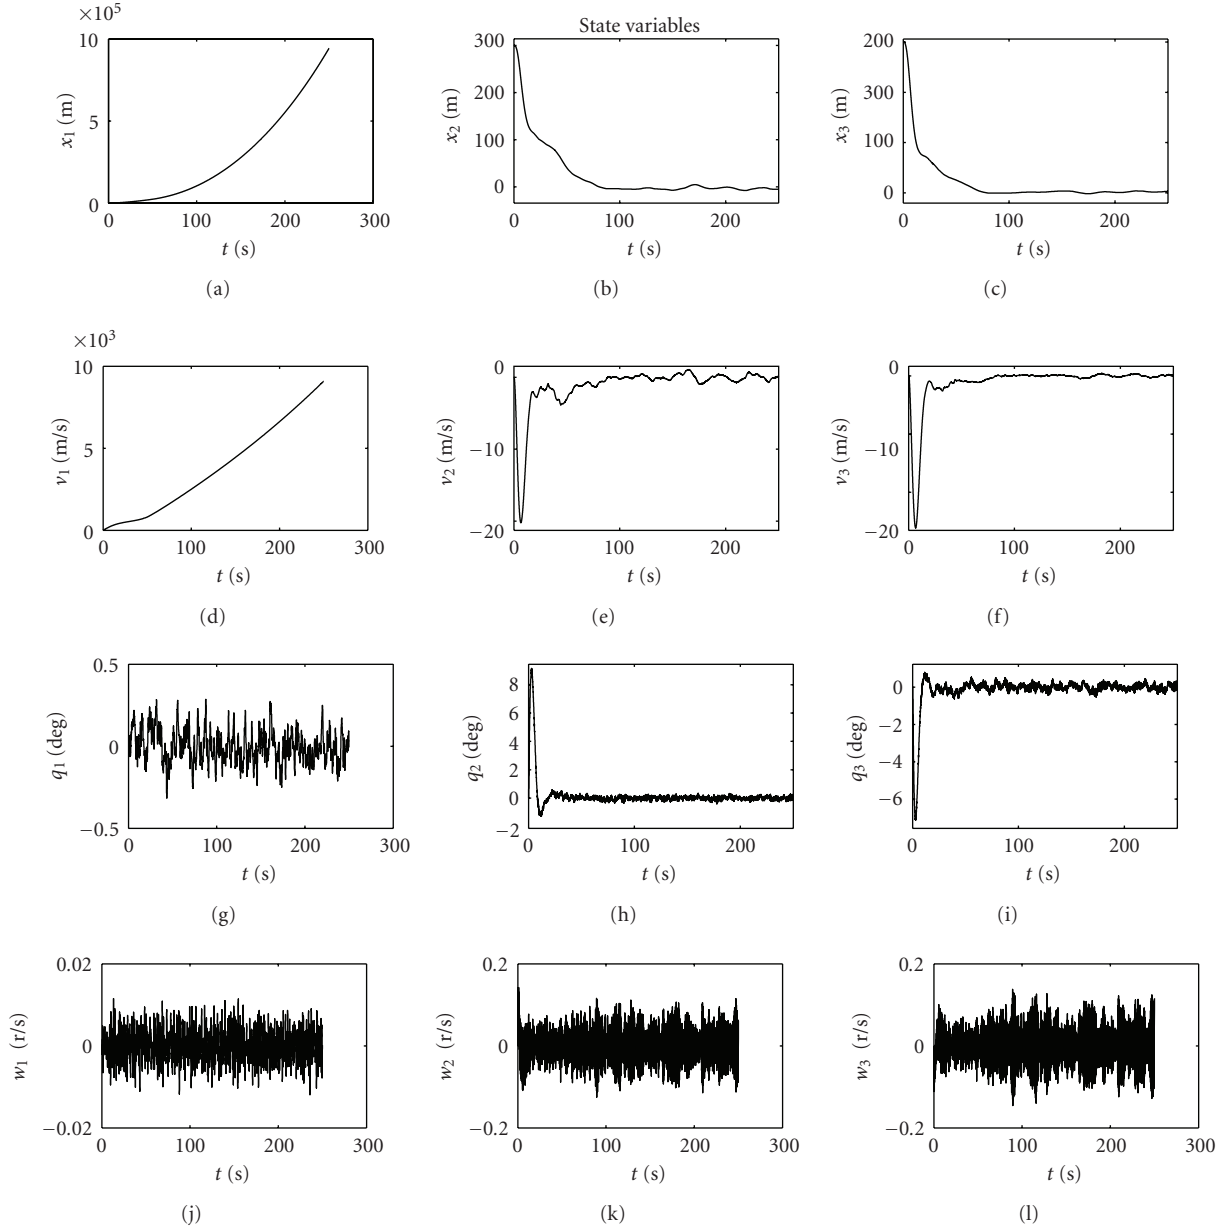 State variables
×10⁵
10
5
0
x₁ (m)
0 100 200 300
t (s)
(a)
300
200
100
0
x₂ (m)
0 100 200
t (s)
(b)
200
300
100
0
x₃ (m)
0 100 200
t (s)
(c)
×10³
10
5
0
v₁ (m/s)
0 100 200 300
t (s)
(d)
0
−10
−20
v₂ (m/s)
0 100 200
t (s)
(e)
0
−10
−20
v₃ (m/s)
0 100 200
t (s)
(f)
0.5
0
−0.5
q₁ (deg)
0 100 200 300
t (s)
(g)
8
6
4
2
0
−2
q₂ (deg)
0 100 200
t (s)
(h)
0
−2
−4
−6
q₃ (deg)
0 100 200
t (s)
(i)
0.02
0
−0.02
w₁ (r/s)
0 100 200 300
t (s)
(j)
0.2
0
−0.2
w₂ (r/s)
0 100 200 300
t (s)
(k)
0.2
0
−0.2
w₃ (r/s)
0 100 200 300
t (s)
(l)